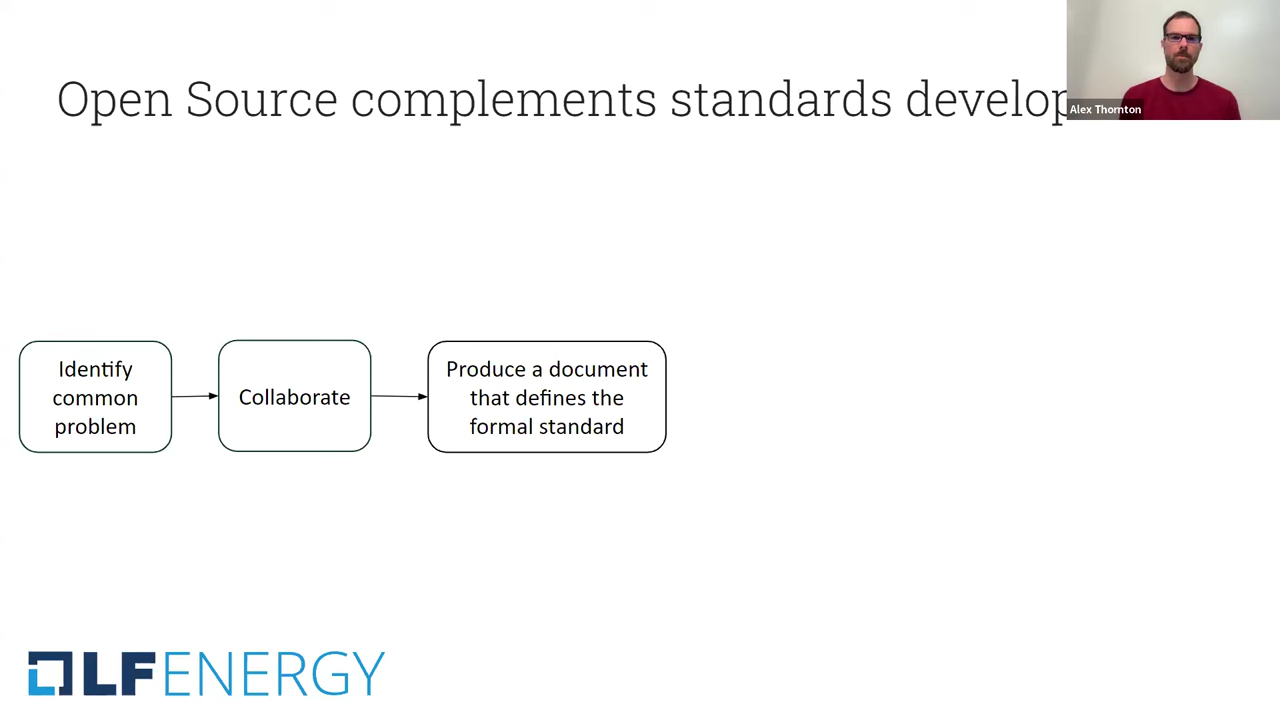 Open Source complements standards develop
Alex Thornton
Identify
common
problem
Collaborate
Produce a document
that defines the
formal standard
LFENERGY